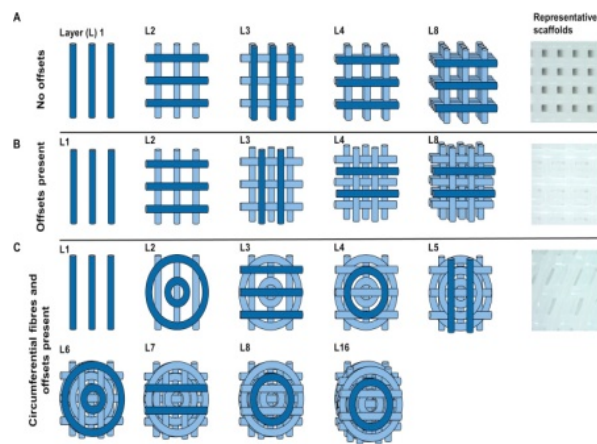 A
Layer (L) 1
L2
L3
L4
L8
Representative
scaffolds
No offsets
B
L1
L2
L3
L4
L8
Offsets present
C
L1
L2
L3
L4
L5
Circumferential fibres and
offsets present
L6
L7
L8
L16